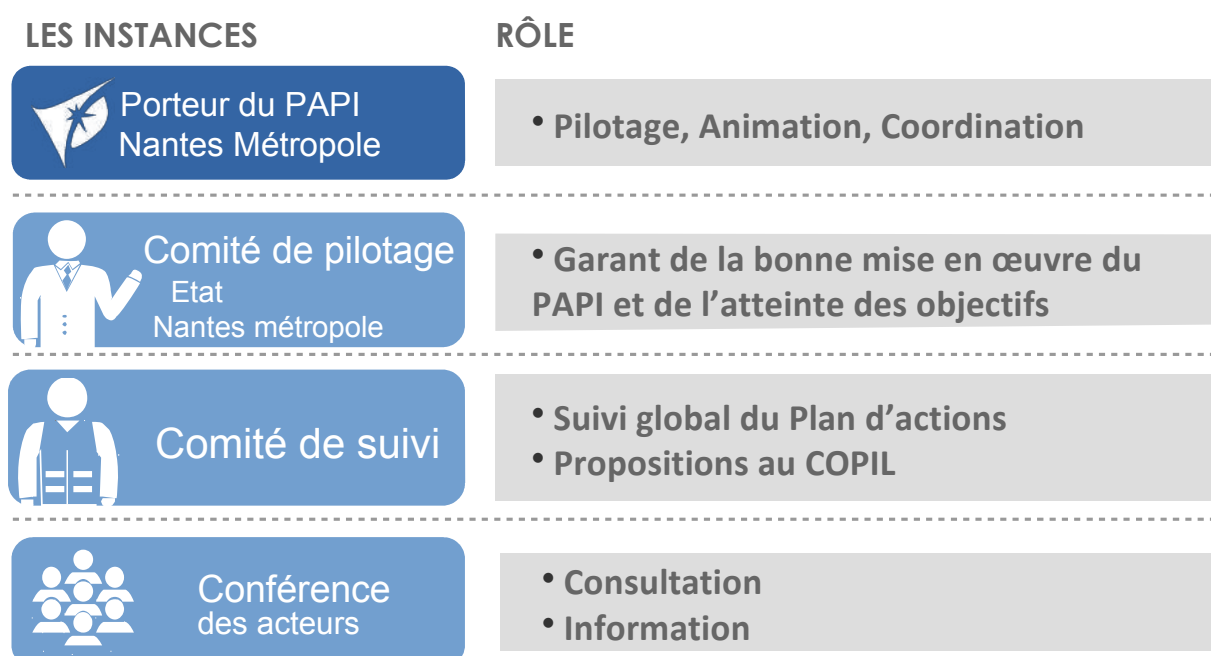 LES INSTANCES
RÔLE
Porteur du PAPI
Nantes Métropole
• Pilotage, Animation, Coordination
Comité de pilotage
Etat
Nantes métropole
• Garant de la bonne mise en œuvre du
PAPI et de l’atteinte des objectifs
Comité de suivi
• Suivi global du Plan d’actions
• Propositions au COPIL
Conférence
des acteurs
• Consultation
• Information